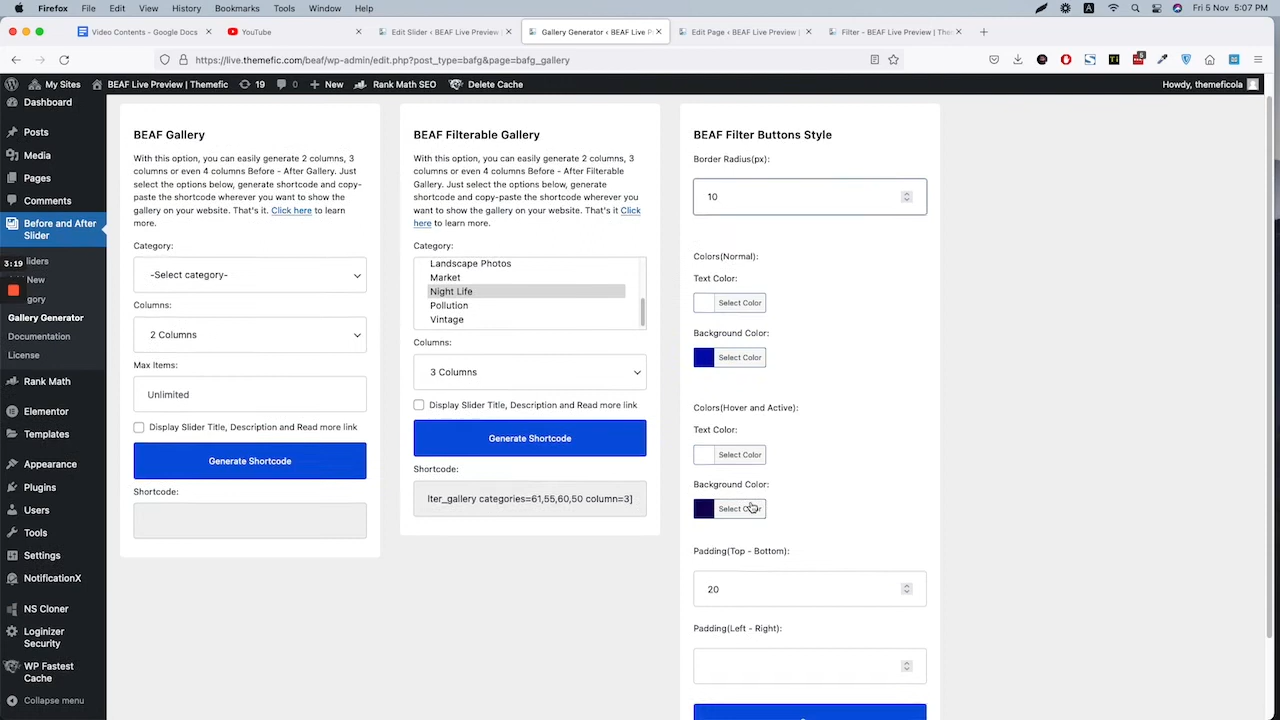 Firefox File Edit View History Bookmarks Tools Window Help
A Fri 5 Nov 5:07 PM
Video Contents - Google Docs
YouTube
Edit Slider ‹ BEAF Live Preview
Gallery Generator ‹ BEAF Live P
Edit Page ‹ BEAF Live Preview
Filter - BEAF Live Preview | The
https://live.themefic.com/beaf/wp-admin/edit.php?post_type=bafg&page=bafg_gallery
My Sites BEAF Live Preview | Themefic 19 0 New Rank Math SEO Delete Cache Howdy, themeficola
Dashboard
Posts
Media
Pages
Comments
Before and After
Slider
liders
3:19
New
gory
Gallery Generator
Documentation
License
Rank Math
Elementor
Templates
Appearance
Plugins
Users
Tools
Settings
NotificationX
NS Cloner
Loginizer
Security
WP Fastest
Cache
Collapse menu
BEAF Gallery
With this option, you can easily generate 2 columns, 3
columns or even 4 columns Before - After Gallery. Just
select the options below, generate shortcode and copy-
paste the shortcode wherever you want to show the
gallery on your website. That's it. Click here to learn
more.
Category:
-Select category-
Columns:
2 Columns
Max Items:
Unlimited
Display Slider Title, Description and Read more link
Generate Shortcode
Shortcode:
BEAF Filterable Gallery
With this option, you can easily generate 2 columns, 3
columns or even 4 columns Before - After Filterable
Gallery. Just select the options below, generate
shortcode and copy-paste the shortcode wherever you
want to show the gallery on your website. That's it Click
here to learn more.
Category:
Landscape Photos
Market
Night Life
Pollution
Vintage
Columns:
3 Columns
Display Slider Title, Description and Read more link
Generate Shortcode
Shortcode:
lter_gallery categories=61,55,60,50 column=3]
BEAF Filter Buttons Style
Border Radius(px):
10
Colors(Normal):
Text Color:
Select Color
Background Color:
Select Color
Colors(Hover and Active):
Text Color:
Select Color
Background Color:
Select Color
Padding(Top - Bottom):
20
Padding(Left - Right):